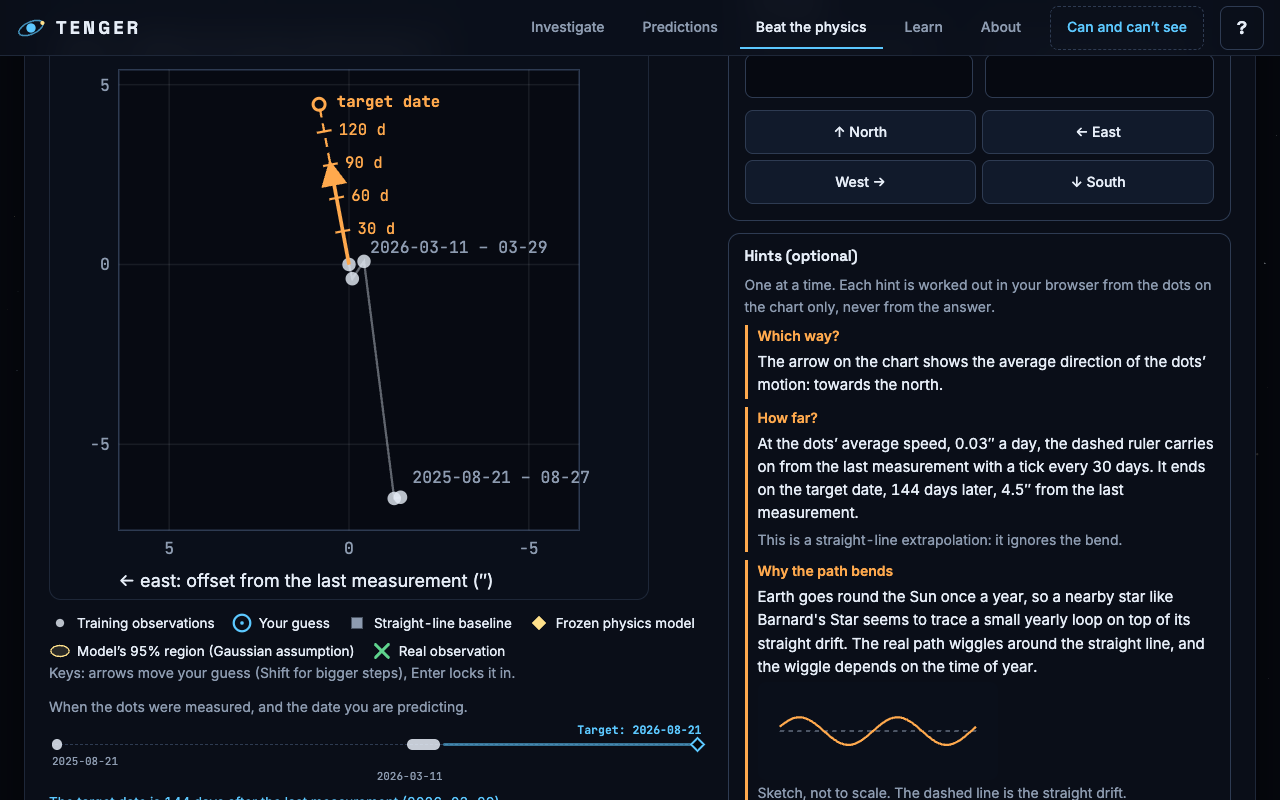 TENGER
Investigate
Predictions
Beat the physics
Learn
About
Can and can't see
?
5
0
-5
target date
120 d
90 d
60 d
30 d
2026-03-11 – 03-29
2025-08-21 – 08-27
5
0
-5
← east: offset from the last measurement (″)
Training observations
Your guess
Straight-line baseline
Frozen physics model
Model's 95% region (Gaussian assumption)
Real observation
Keys: arrows move your guess (Shift for bigger steps), Enter locks it in.
When the dots were measured, and the date you are predicting.
Target: 2026-08-21
2025-08-21
2026-03-11
↑ North
← East
West →
↓ South
Hints (optional)
One at a time. Each hint is worked out in your browser from the dots on
the chart only, never from the answer.
Which way?
The arrow on the chart shows the average direction of the dots'
motion: towards the north.
How far?
At the dots' average speed, 0.03″ a day, the dashed ruler carries
on from the last measurement with a tick every 30 days. It ends
on the target date, 144 days later, 4.5″ from the last
measurement.
This is a straight-line extrapolation: it ignores the bend.
Why the path bends
Earth goes round the Sun once a year, so a nearby star like
Barnard's Star seems to trace a small yearly loop on top of its
straight drift. The real path wiggles around the straight line, and
the wiggle depends on the time of year.
Sketch, not to scale. The dashed line is the straight drift.